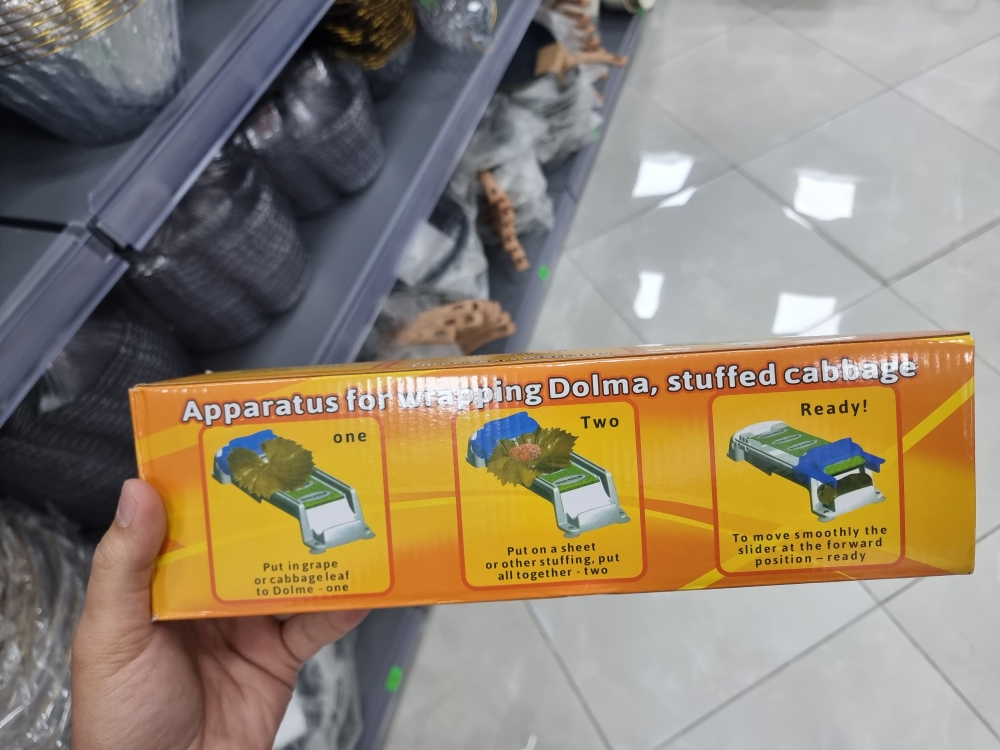 Apparatus for wrapping Dolma, stuffed cabbage
one
Put in grape
or cabbage leaf
to Dolme - one
Two
Put on a sheet
or other stuffing, put
all together - two
Ready!
To move smoothly the
slider at the forward
position – ready